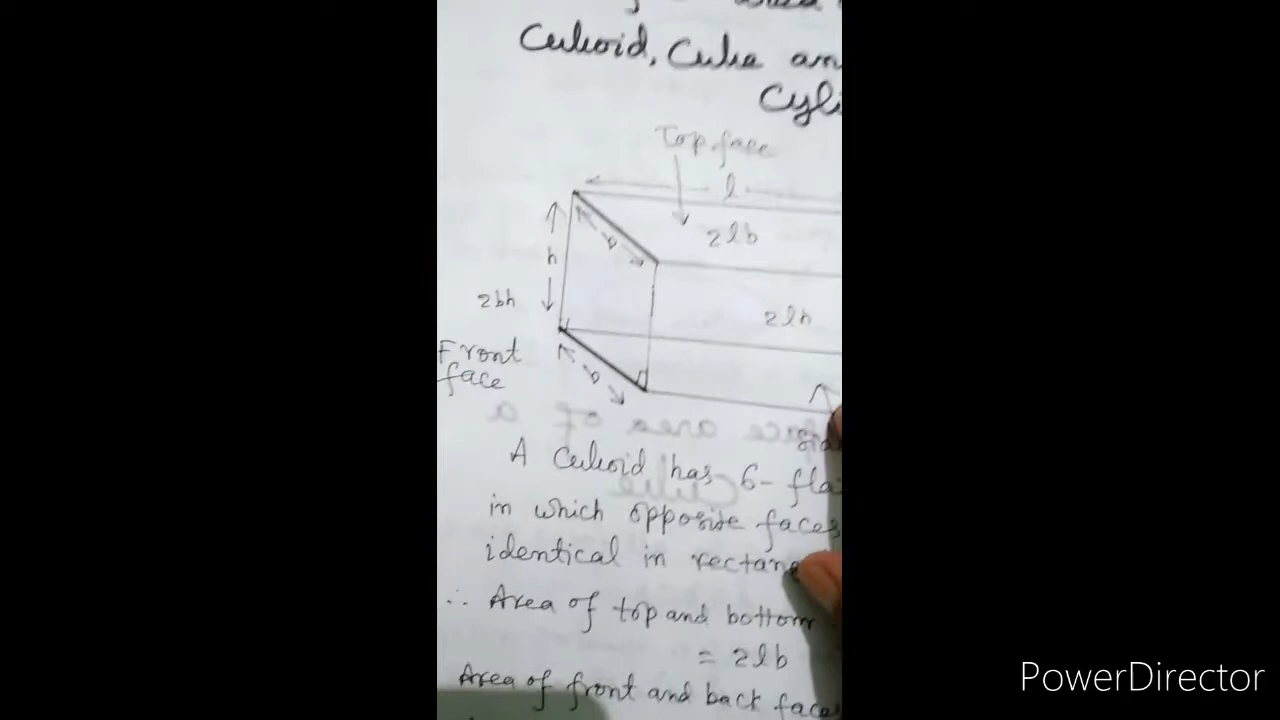 Cuboid, Cube an
Cyli
Top face
l
2lb
h
b
2bh
2lh
Front
face
b
A Cuboid has 6- fla
in which opposite faces
identical in rectang
∴ Area of top and bottom
= 2lb
Area of front and back faces
PowerDirector